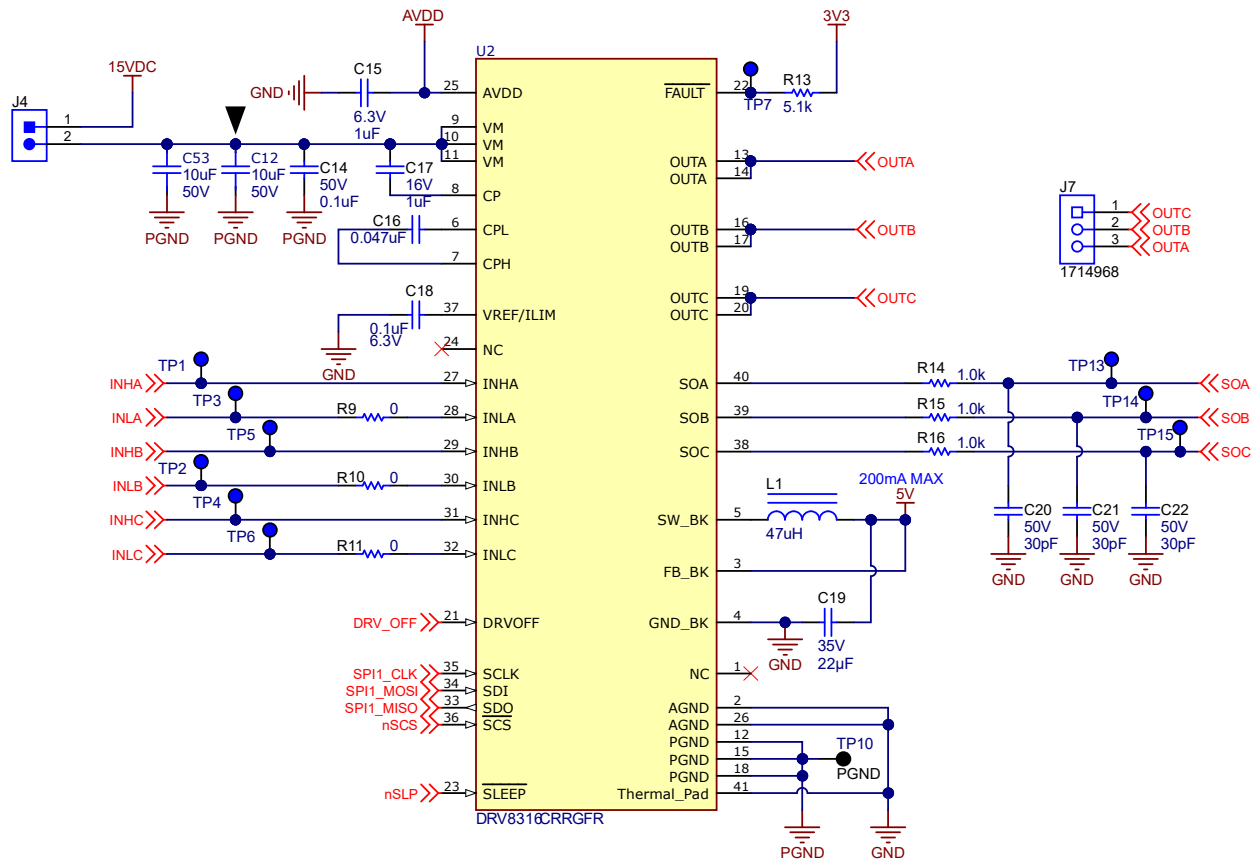 AVDD
3V3
15VDC
U2
J4
1
2
GND
C15
6.3V
1uF
25
AVDD
9
VM
10
VM
11
VM
C53
10uF
50V
C12
10uF
50V
C14
50V
0.1uF
C17
16V
1uF
8
CP
PGND
PGND
PGND
C16
0.047uF
6
CPL
7
CPH
C18
0.1uF
6.3V
37
VREF/ILIM
GND
24
NC
TP1
INHA
27
INHA
TP3
INLA
R9
0
28
INLA
TP5
INHB
29
INHB
TP2
INLB
R10
0
30
INLB
TP4
INHC
31
INHC
TP6
INLC
R11
0
32
INLC
DRV_OFF
21
DRVOFF
SPI1_CLK
35
SCLK
SPI1_MOSI
34
SDI
SPI1_MISO
33
SDO
nSCS
36
SCS
nSLP
23
SLEEP
DRV8316CRRGFR
FAULT
22
TP7
R13
5.1k
OUTA
13
OUTA
14
OUTA
OUTB
16
OUTB
17
OUTB
OUTC
19
OUTC
20
OUTC
J7
1
OUTC
2
OUTB
3
OUTA
1714968
SOA
40
R14
1.0k
TP13
SOA
SOB
39
R15
1.0k
TP14
SOB
SOC
38
R16
1.0k
TP15
SOC
200mA MAX
5V
L1
47uH
SW_BK
5
FB_BK
3
GND_BK
4
C19
35V
22µF
GND
C20
50V
30pF
GND
C21
50V
30pF
GND
C22
50V
30pF
GND
NC
1
AGND
2
AGND
26
PGND
12
PGND
15
PGND
18
Thermal_Pad
41
TP10
PGND
PGND
GND